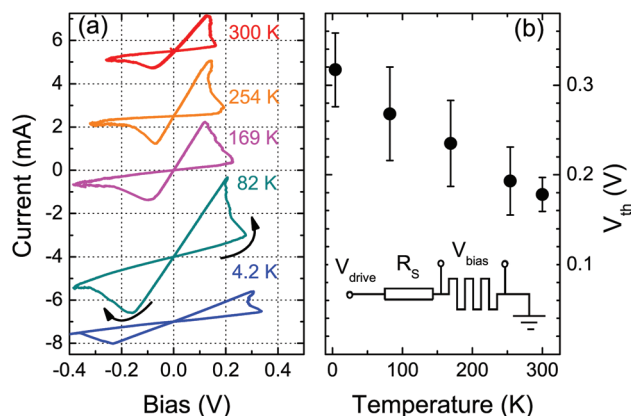 (a)
300 K
254 K
169 K
82 K
4.2 K
6
4
2
0
-2
-4
-6
-8
Current (mA)
-0.4 -0.2 0.0 0.2 0.4
Bias (V)
(b)
V_drive
R_S
V_bias
0.3
0.2
0.1
V_th (V)
0 100 200 300
Temperature (K)